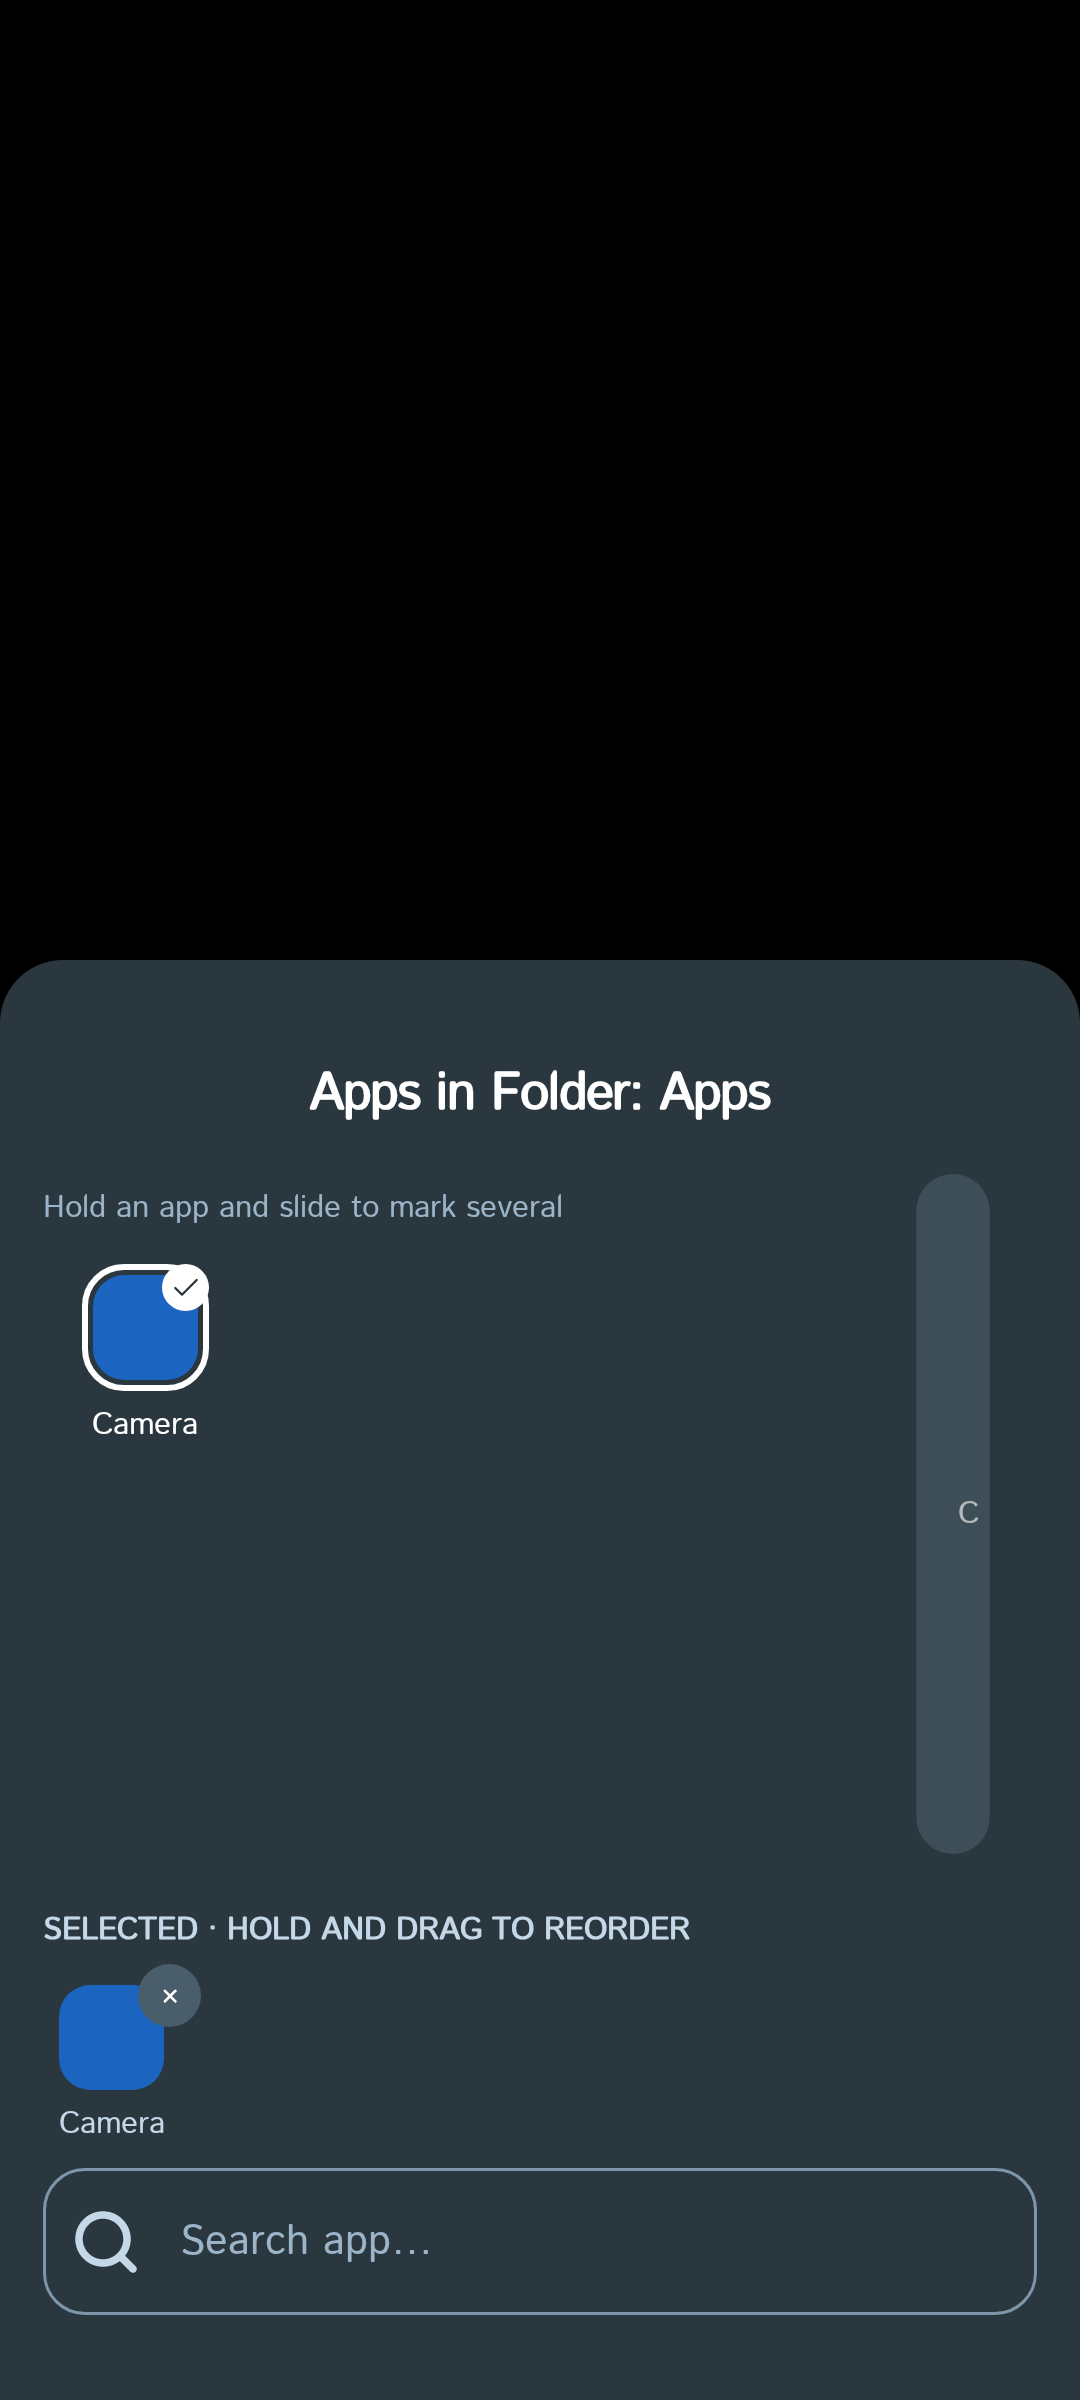 Apps in Folder: Apps
Hold an app and slide to mark several
Camera
C
SELECTED · HOLD AND DRAG TO REORDER
Camera
Search app…